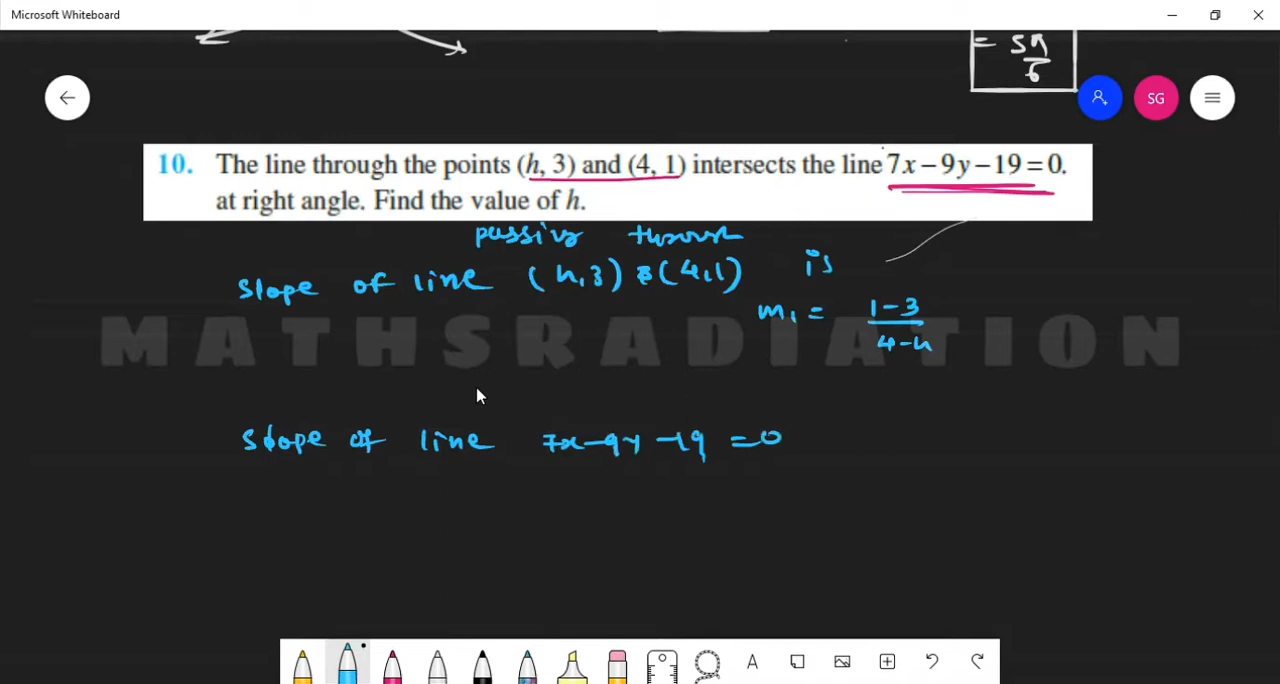 Microsoft Whiteboard
= 5π/6
SG
10. The line through the points (h, 3) and (4, 1) intersects the line 7x − 9y − 19 = 0.
at right angle. Find the value of h.
passing through
slope of line (h,3) & (4,1) is
m₁ = (1-3)/(4-h)
MATHSRADIATION
slope of line 7x-9y-19=0
A